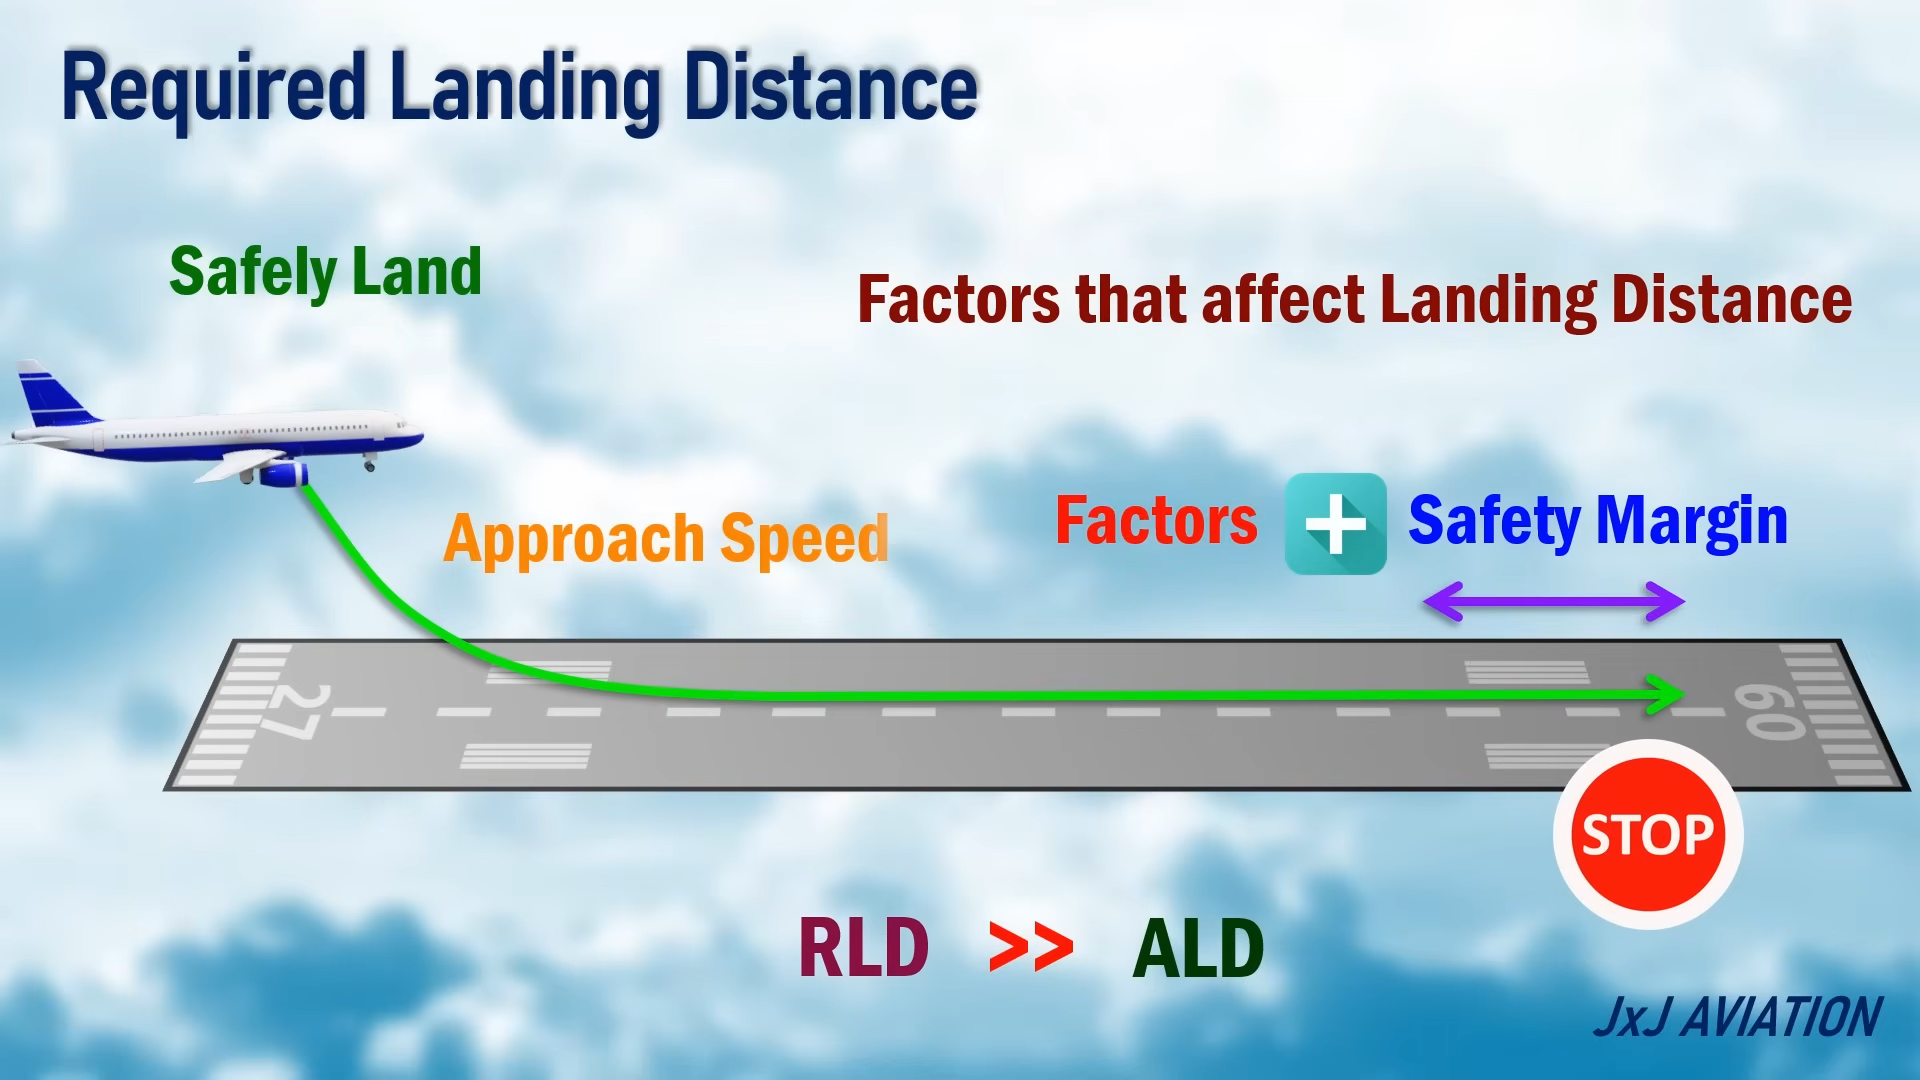 Required Landing Distance
Safely Land
Factors that affect Landing Distance
Factors + Safety Margin
Approach Speed
27
09
STOP
RLD >> ALD
JxJ AVIATION